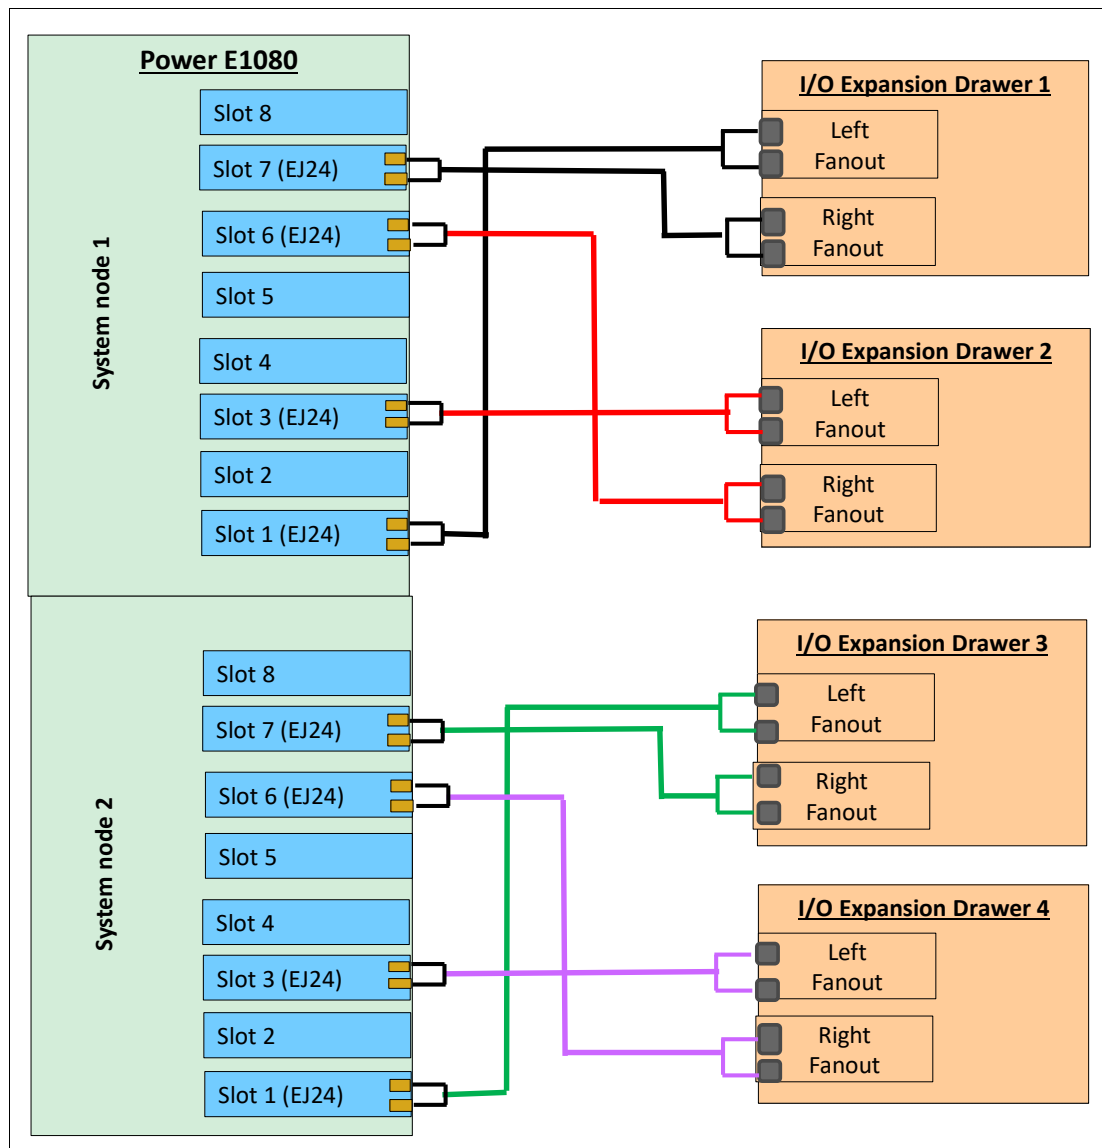 Power E1080
System node 1
Slot 8
Slot 7 (EJ24)
Slot 6 (EJ24)
Slot 5
Slot 4
Slot 3 (EJ24)
Slot 2
Slot 1 (EJ24)
System node 2
Slot 8
Slot 7 (EJ24)
Slot 6 (EJ24)
Slot 5
Slot 4
Slot 3 (EJ24)
Slot 2
Slot 1 (EJ24)
I/O Expansion Drawer 1
Left
Fanout
Right
Fanout
I/O Expansion Drawer 2
Left
Fanout
Right
Fanout
I/O Expansion Drawer 3
Left
Fanout
Right
Fanout
I/O Expansion Drawer 4
Left
Fanout
Right
Fanout